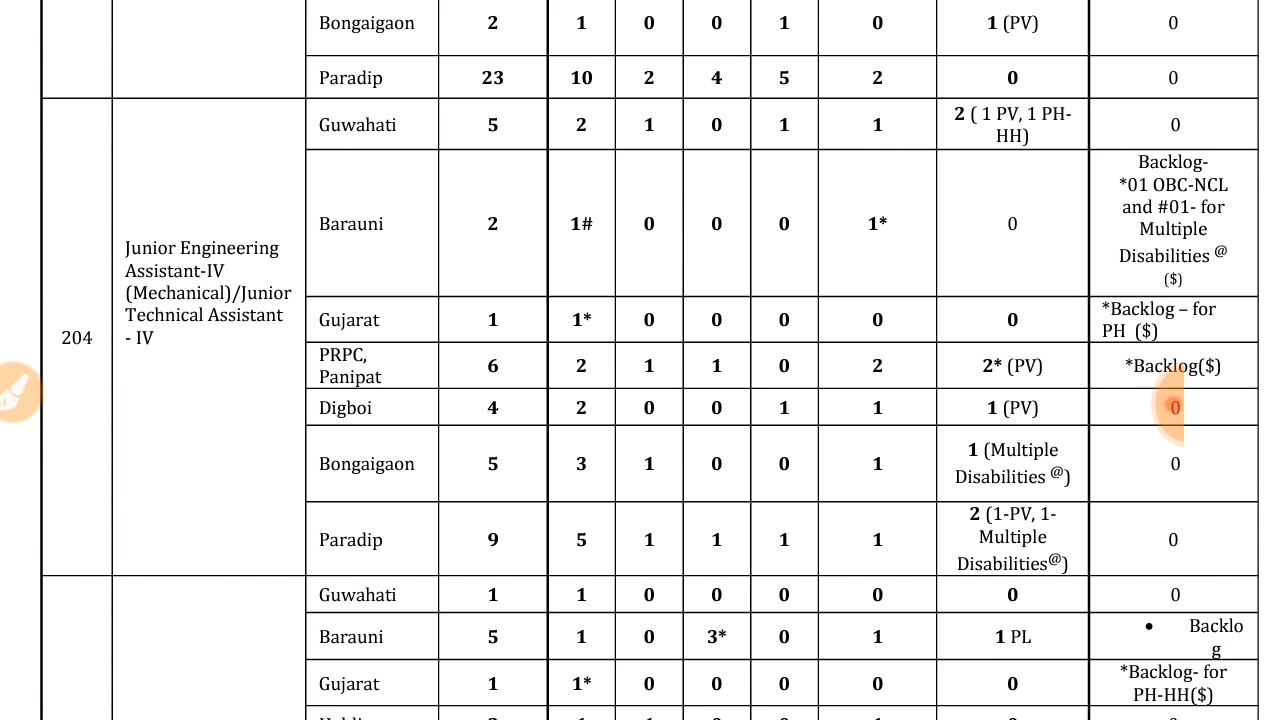 Bongaigaon 2 1 0 0 1 0 1 (PV) 0
Paradip 23 10 2 4 5 2 0 0
204
Junior Engineering
Assistant-IV
(Mechanical)/Junior
Technical Assistant
- IV
Guwahati 5 2 1 0 1 1 2 ( 1 PV, 1 PH-
HH) 0
Barauni 2 1# 0 0 0 1* 0
Backlog-
*01 OBC-NCL
and #01- for
Multiple
Disabilities @
($)
Gujarat 1 1* 0 0 0 0 0
*Backlog – for
PH ($)
PRPC,
Panipat 6 2 1 1 0 2 2* (PV) *Backlog($)
Digboi 4 2 0 0 1 1 1 (PV) 0
Bongaigaon 5 3 1 0 0 1
1 (Multiple
Disabilities @) 0
Paradip 9 5 1 1 1 1
2 (1-PV, 1-
Multiple
Disabilities@) 0
Guwahati 1 1 0 0 0 0 0 0
Barauni 5 1 0 3* 0 1 1 PL
• Backlo
g
Gujarat 1 1* 0 0 0 0 0
*Backlog- for
PH-HH($)